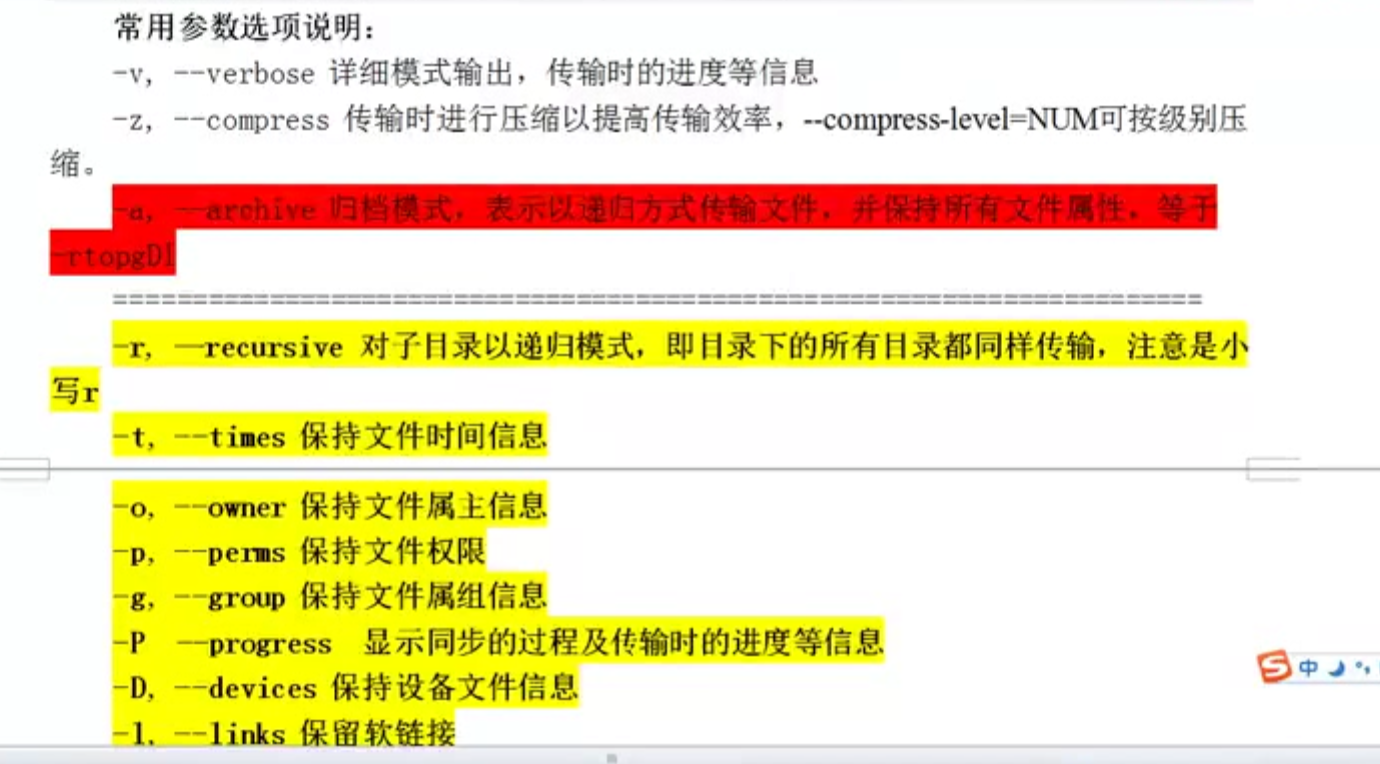 常用参数选项说明：
-v, --verbose 详细模式输出，传输时的进度等信息
-z, --compress 传输时进行压缩以提高传输效率，--compress-level=NUM可按级别压
缩。
-a, --archive 归档模式，表示以递归方式传输文件，并保持所有文件属性，等于
-rtopgDl
======================================================================
-r, --recursive 对子目录以递归模式，即目录下的所有目录都同样传输，注意是小
写r
-t, --times 保持文件时间信息
-o, --owner 保持文件属主信息
-p, --perms 保持文件权限
-g, --group 保持文件属组信息
-P --progress 显示同步的过程及传输时的进度等信息
-D, --devices 保持设备文件信息
-l, --links 保留软链接
S 中